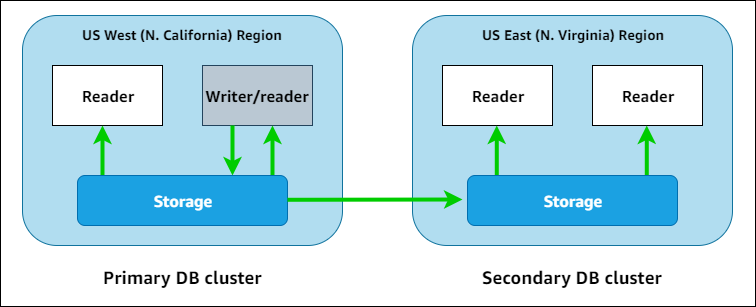 US West (N. California) Region
US East (N. Virginia) Region
Reader
Writer/reader
Reader
Reader
Storage
Storage
Primary DB cluster
Secondary DB cluster